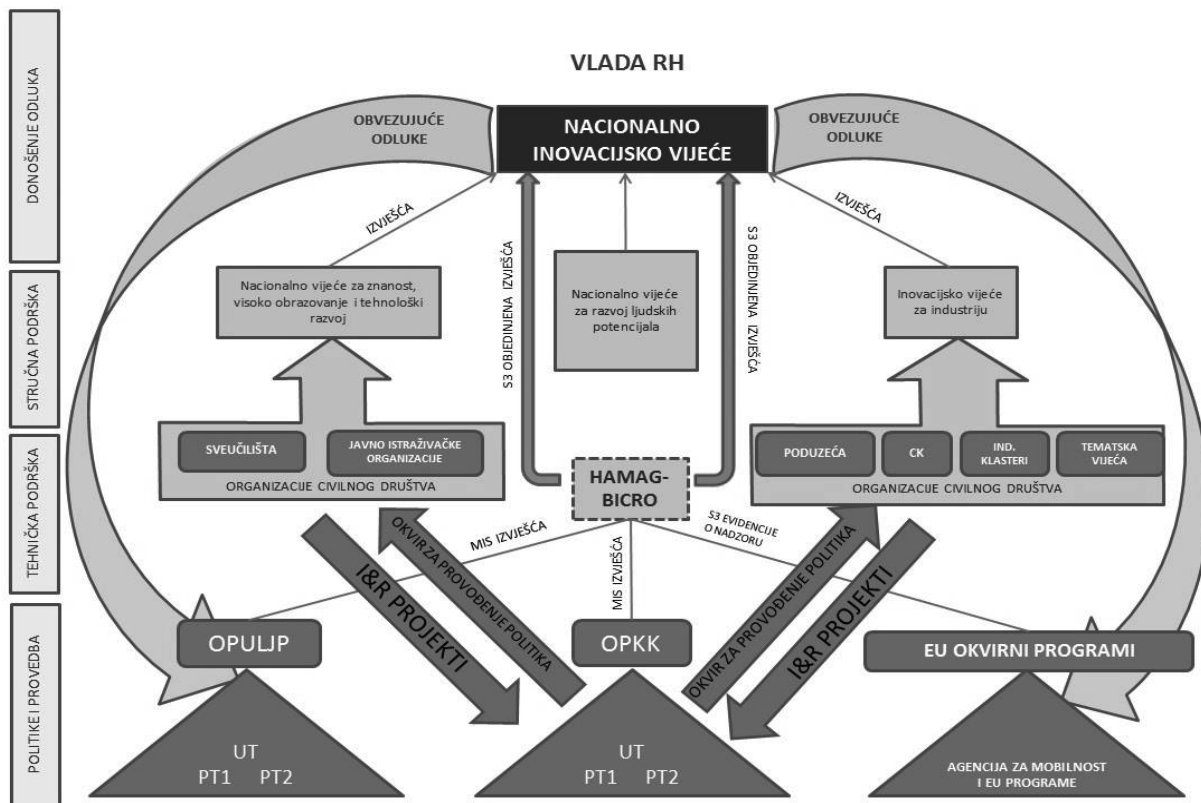 DONOŠENJE ODLUKA
STRUČNA PODRŠKA
TEHNIČKA PODRŠKA
POLITIKE I PROVEDBA
VLADA RH
OBVEZUJUĆE
ODLUKE
NACIONALNO
INOVACIJSKO VIJEĆE
OBVEZUJUĆE
ODLUKE
IZVJEŠĆA
S3 OBJEDINJENA IZVJEŠĆA
S3 OBJEDINJENA IZVJEŠĆA
IZVJEŠĆA
Nacionalno vijeće za znanost,
visoko obrazovanje i tehnološki
razvoj
Nacionalno vijeće
za razvoj ljudskih
potencijala
Inovacijsko vijeće
za industriju
SVEUČILIŠTA
JAVNO ISTRAŽIVAČKE
ORGANIZACIJE
ORGANIZACIJE CIVILNOG DRUŠTVA
HAMAG-
BICRO
PODUZEĆA
CK
IND.
KLASTERI
TEMATSKA
VIJEĆA
ORGANIZACIJE CIVILNOG DRUŠTVA
I&R PROJEKTI
OKVIR ZA PROVOĐENJE POLITIKA
MIS IZVJEŠĆA
MIS IZVJEŠĆA
S3 EVIDENCIJE
O NADZORU
OKVIR ZA PROVOĐENJE POLITIKA
I&R PROJEKTI
OPULJP
OPKK
EU OKVIRNI PROGRAMI
UT
PT1 PT2
UT
PT1 PT2
AGENCIJA ZA MOBILNOST
I EU PROGRAME